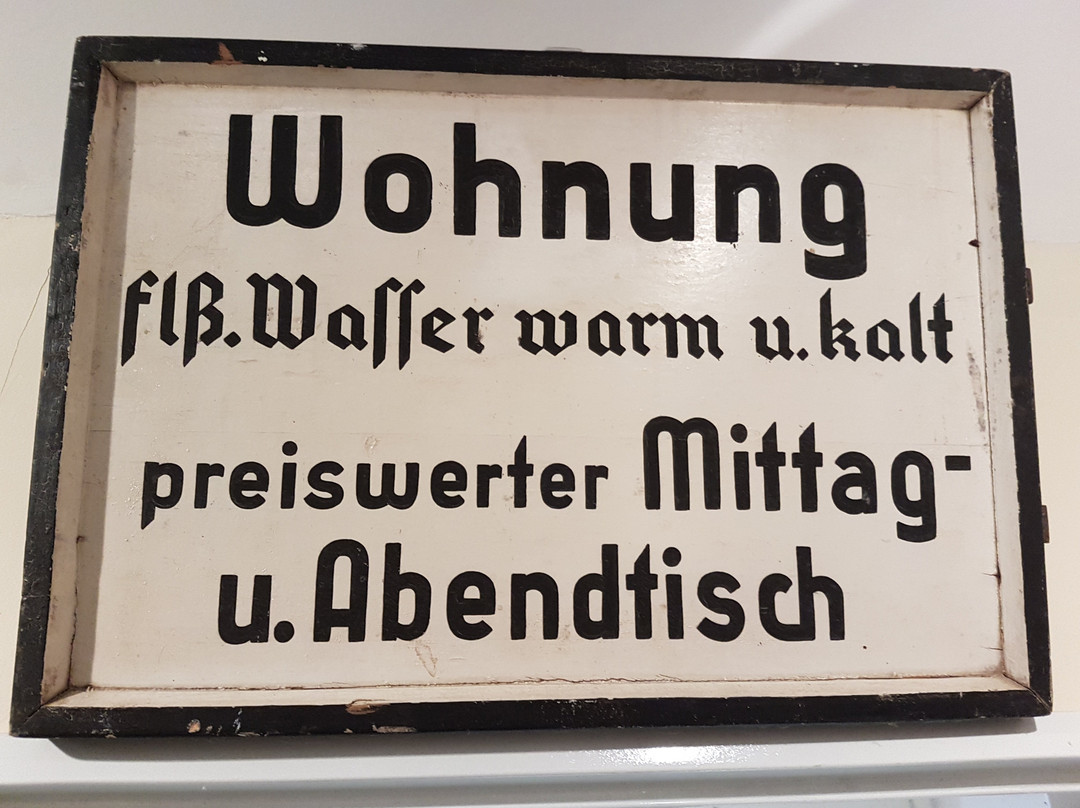 Wohnung
flß. Waſſer warm u. kalt
preiswerter Mittag-
u. Abendtisch